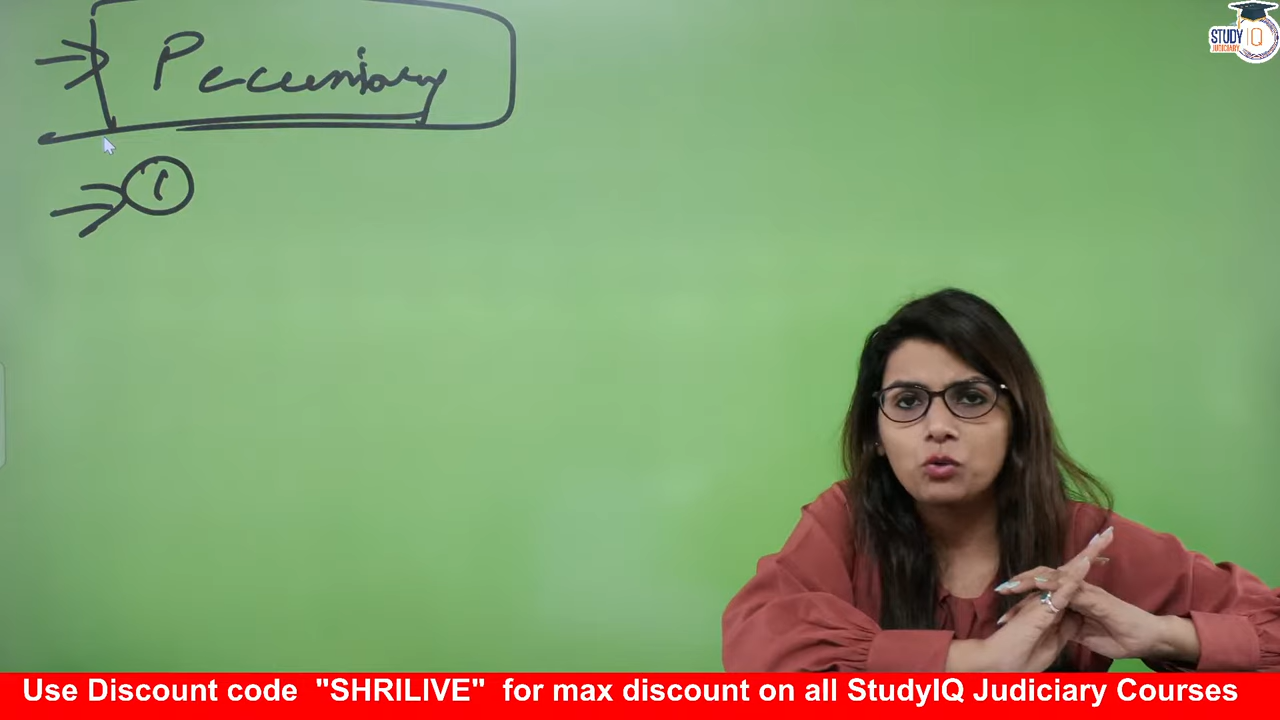 Pecuniary
1
STUDY IQ
JUDICIARY
Use Discount code "SHRILIVE" for max discount on all StudyIQ Judiciary Courses